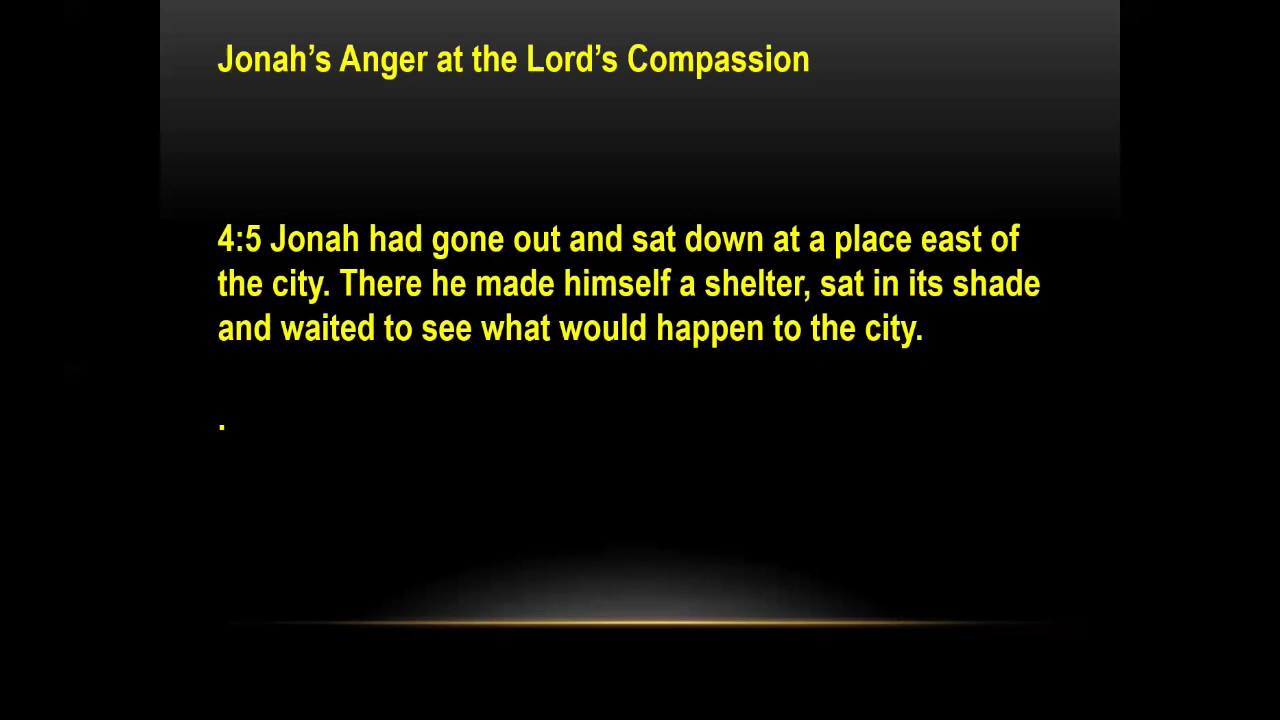 Jonah’s Anger at the Lord’s Compassion
4:5 Jonah had gone out and sat down at a place east of
the city. There he made himself a shelter, sat in its shade
and waited to see what would happen to the city.
.